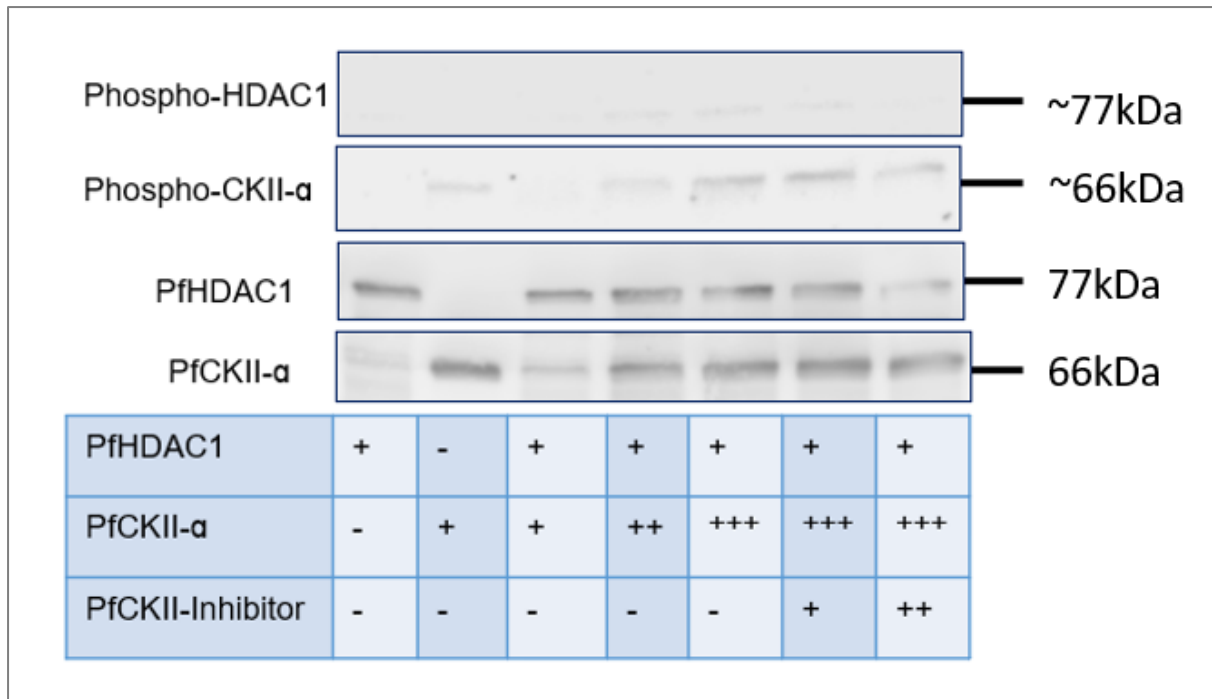 Phospho-HDAC1 ~77kDa
Phospho-CKII-α ~66kDa
PfHDAC1 77kDa
PfCKII-α 66kDa
PfHDAC1 + - + + + + +
PfCKII-α - + + ++ +++ +++ +++
PfCKII-Inhibitor - - - - - + ++